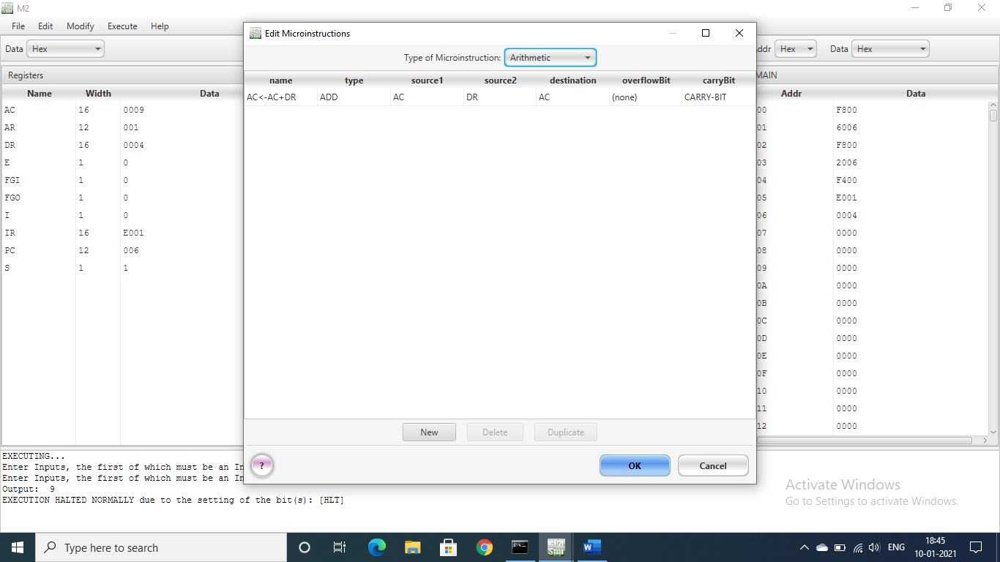 M2
File Edit Modify Execute Help
Data Hex
Addr Hex Data Hex
Registers
Name Width Data
AC 16 0009
AR 12 001
DR 16 0004
E 1 0
FGI 1 0
FGO 1 0
I 1 0
IR 16 E001
PC 12 006
S 1 1
Edit Microinstructions
Type of Microinstruction: Arithmetic
name type source1 source2 destination overflowBit carryBit
AC<-AC+DR ADD AC DR AC (none) CARRY-BIT
New Delete Duplicate
? OK Cancel
MAIN
Addr Data
00 F800
01 6006
02 F800
03 2006
04 F400
05 E001
06 0004
07 0000
08 0000
09 0000
0A 0000
0B 0000
0C 0000
0D 0000
0E 0000
0F 0000
10 0000
11 0000
12 0000
EXECUTING...
Enter Inputs, the first of which must be an In
Enter Inputs, the first of which must be an In
Output: 9
EXECUTION HALTED NORMALLY due to the setting of the bit(s): [HLT]
Activate Windows
Go to Settings to activate Windows.
Type here to search
ENG
18:45
10-01-2021